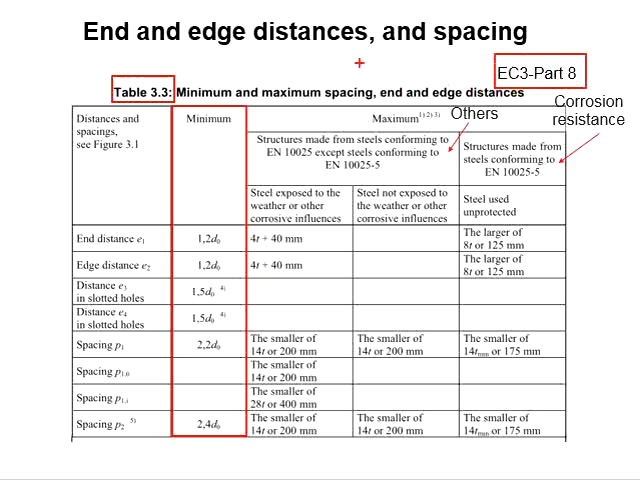 End and edge distances, and spacing
+
EC3-Part 8
Table 3.3: Minimum and maximum spacing, end and edge distances
Others
Corrosion
resistance
Distances and
spacings,
see Figure 3.1
Minimum
Maximum1) 2) 3)
Structures made from steels conforming to
EN 10025 except steels conforming to
EN 10025-5
Structures made from
steels conforming to
EN 10025-5
Steel exposed to the
weather or other
corrosive influences
Steel not exposed to
the weather or other
corrosive influences
Steel used
unprotected
End distance e1 1,2d0 4t + 40 mm The larger of
8t or 125 mm
Edge distance e2 1,2d0 4t + 40 mm The larger of
8t or 125 mm
Distance e3
in slotted holes 1,5d0 4)
Distance e4
in slotted holes 1,5d0 4)
Spacing p1 2,2d0 The smaller of
14t or 200 mm The smaller of
14t or 200 mm The smaller of
14tmin or 175 mm
Spacing p1,0 The smaller of
14t or 200 mm
Spacing p1,i The smaller of
28t or 400 mm
Spacing p2 5) 2,4d0 The smaller of
14t or 200 mm The smaller of
14t or 200 mm The smaller of
14tmin or 175 mm